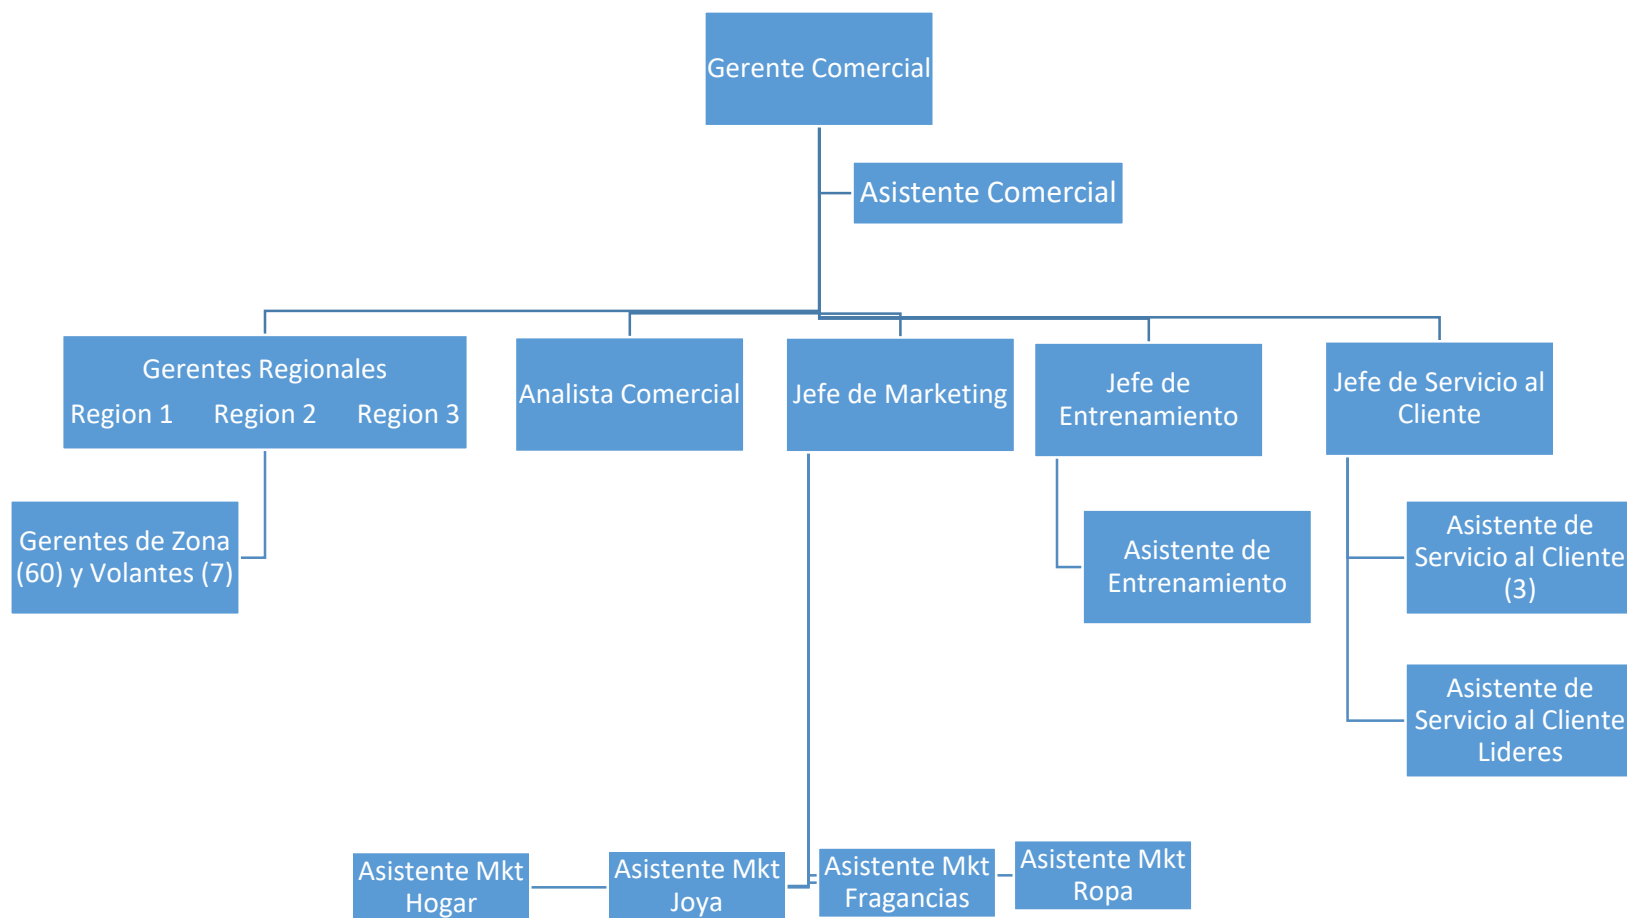 Gerente Comercial
Asistente Comercial
Gerentes Regionales
Region 1 Region 2 Region 3
Analista Comercial
Jefe de Marketing
Jefe de
Entrenamiento
Jefe de Servicio al
Cliente
Gerentes de Zona
(60) y Volantes (7)
Asistente de
Entrenamiento
Asistente de
Servicio al Cliente
(3)
Asistente de
Servicio al Cliente
Lideres
Asistente Mkt
Hogar
Asistente Mkt
Joya
Asistente Mkt
Fragancias
Asistente Mkt
Ropa